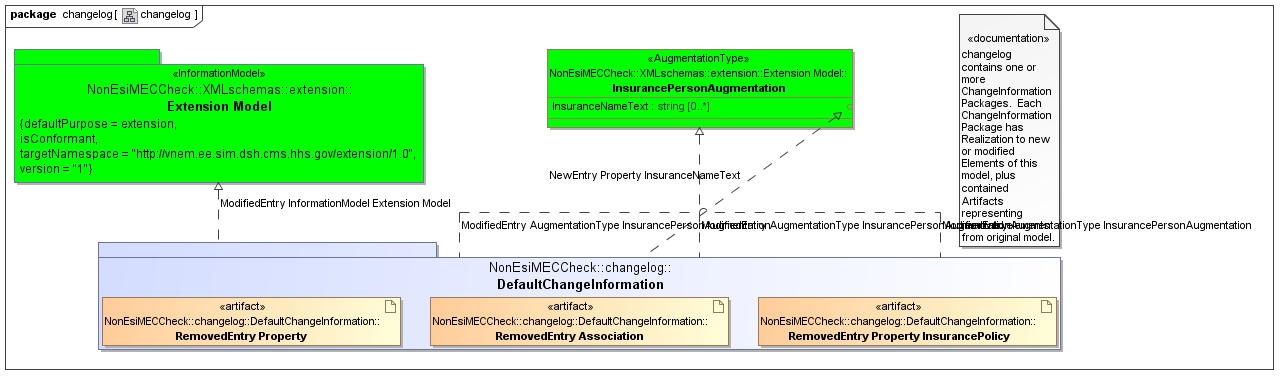 package changelog [ changelog ]
«InformationModel»
NonEsiMECCheck::XMLschemas::extension::
Extension Model
{defaultPurpose = extension,
isConformant,
targetNamespace = "http://vnem.ee.sim.dsh.cms.hhs.gov/extension/1.0",
version = "1"}
«AugmentationType»
NonEsiMECCheck::XMLschemas::extension::Extension Model::
InsurancePersonAugmentation
InsuranceNameText : string [0..*]
«documentation»
changelog
contains one or
more
ChangeInformation
Packages. Each
ChangeInformation
Package has
Realization to new
or modified
Elements of this
model, plus
contained
Artifacts
representing
from original model.
NewEntry Property InsuranceNameText
ModifiedEntry InformationModel Extension Model
ModifiedEntry AugmentationType InsurancePersonAugmentation
ModifiedEntry AugmentationType InsurancePersonAugmentation
ModifiedEntry AugmentationType InsurancePersonAugmentation
NonEsiMECCheck::changelog::
DefaultChangeInformation
«artifact»
NonEsiMECCheck::changelog::DefaultChangeInformation::
RemovedEntry Property
«artifact»
NonEsiMECCheck::changelog::DefaultChangeInformation::
RemovedEntry Association
«artifact»
NonEsiMECCheck::changelog::DefaultChangeInformation::
RemovedEntry Property InsurancePolicy